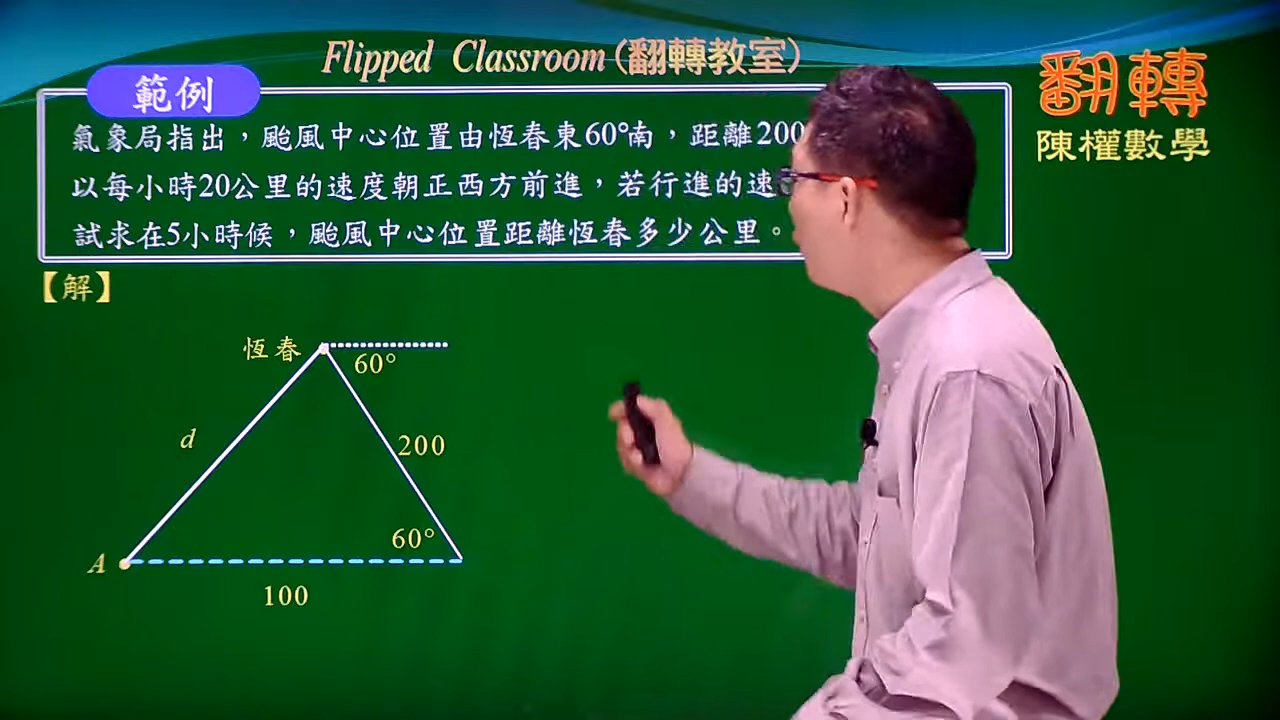 Flipped Classroom(翻轉教室)
翻轉
陳權數學
範例
氣象局指出，颱風中心位置由恆春東60°南，距離200
以每小時20公里的速度朝正西方前進，若行進的速
試求在5小時候，颱風中心位置距離恆春多少公里。
【解】
恆春
60°
d
200
60°
A
100